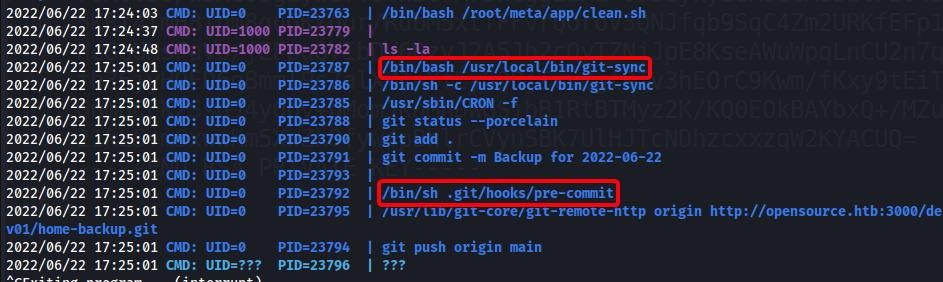 2022/06/22 17:24:03 CMD: UID=0 PID=23763 | /bin/bash /root/meta/app/clean.sh
2022/06/22 17:24:37 CMD: UID=1000 PID=23779 |
2022/06/22 17:24:48 CMD: UID=1000 PID=23782 | ls -la
2022/06/22 17:25:01 CMD: UID=0 PID=23787 | /bin/bash /usr/local/bin/git-sync
2022/06/22 17:25:01 CMD: UID=0 PID=23786 | /bin/sh -c /usr/local/bin/git-sync
2022/06/22 17:25:01 CMD: UID=0 PID=23785 | /usr/sbin/CRON -f
2022/06/22 17:25:01 CMD: UID=0 PID=23788 | git status --porcelain
2022/06/22 17:25:01 CMD: UID=0 PID=23790 | git add .
2022/06/22 17:25:01 CMD: UID=0 PID=23791 | git commit -m Backup for 2022-06-22
2022/06/22 17:25:01 CMD: UID=0 PID=23793 |
2022/06/22 17:25:01 CMD: UID=0 PID=23792 | /bin/sh .git/hooks/pre-commit
2022/06/22 17:25:01 CMD: UID=0 PID=23795 | /usr/lib/git-core/git-remote-http origin http://opensource.htb:3000/de
v01/home-backup.git
2022/06/22 17:25:01 CMD: UID=0 PID=23794 | git push origin main
2022/06/22 17:25:01 CMD: UID=??? PID=23796 | ???
^CExiting program... (interrupt)